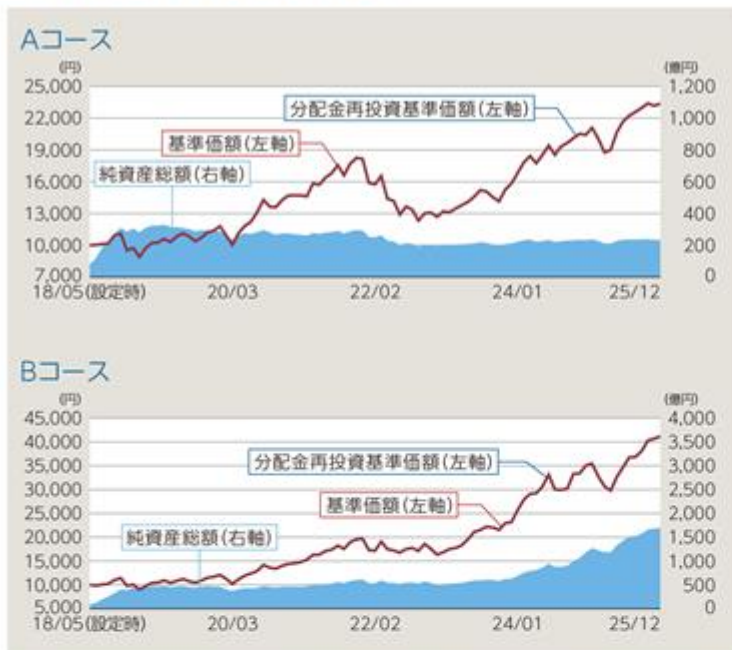 Aコース
(円) (億円)
25,000 1,200
分配金再投資基準価額(左軸)
22,000 1,000
基準価額(左軸)
19,000 800
純資産総額(右軸)
16,000 600
13,000 400
10,000 200
7,000 0
18/05(設定時) 20/03 22/02 24/01 25/12
Bコース
(円) (億円)
45,000 4,000
40,000 3,500
分配金再投資基準価額(左軸)
35,000 3,000
30,000 2,500
基準価額(左軸)
25,000 2,000
20,000 1,500
純資産総額(右軸)
15,000 1,000
10,000 500
5,000 0
18/05(設定時) 20/03 22/02 24/01 25/12